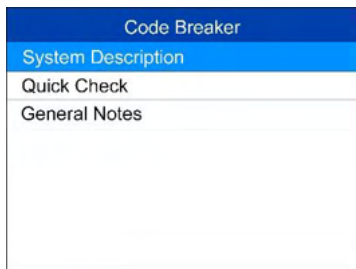 Code Breaker
System Description
Quick Check
General Notes